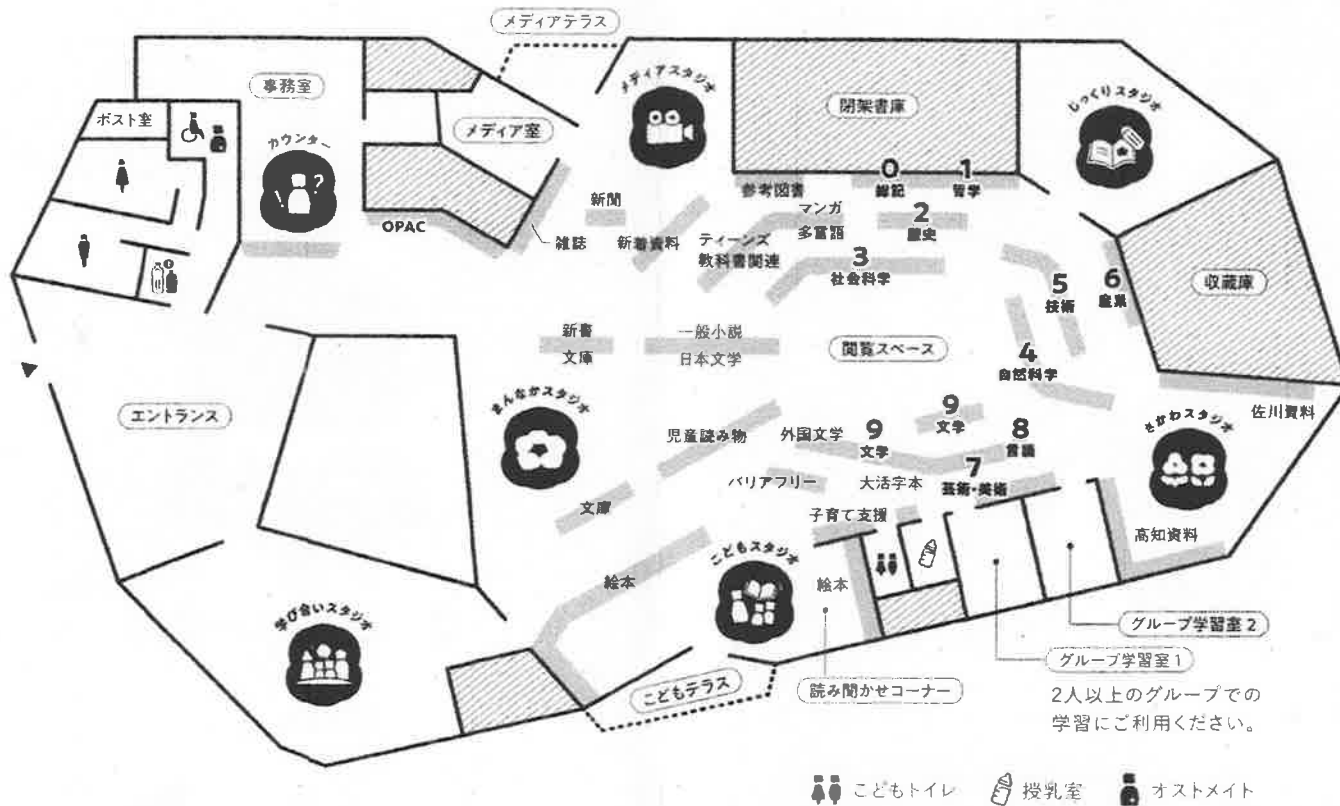 メディアテラス
事務室
ポスト室
カウンター
メディア室
メディアスタジオ
閉架書庫
じっくりスタジオ
OPAC
新聞
雑誌
新着資料
参考図書
マンガ
多言語
ティーンズ
教科書関連
0
総記
1
哲学
2
歴史
3
社会科学
5
技術
6
産業
収蔵庫
新書
文庫
一般小説
日本文学
閲覧スペース
4
自然科学
エントランス
まんなかスタジオ
児童読み物
外国文学
9
文学
9
文学
8
言語
さかわスタジオ
佐川資料
文庫
バリアフリー
大活字本
7
芸術・美術
子育て支援
高知資料
絵本
こどもスタジオ
絵本
学び合いスタジオ
こどもテラス
読み聞かせコーナー
グループ学習室2
グループ学習室1
2人以上のグループでの
学習にご利用ください。
こどもトイレ
授乳室
オストメイト